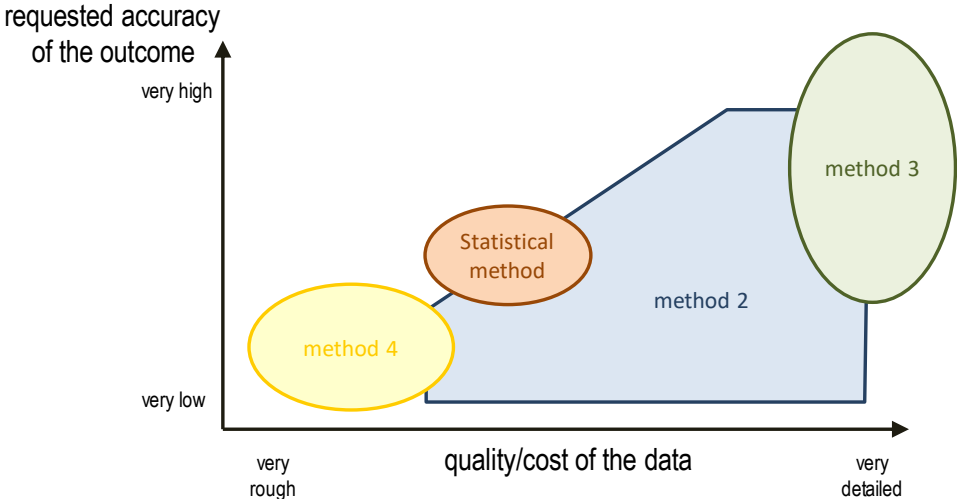 requested accuracy
of the outcome
very high
method 3
Statistical
method
method 2
method 4
very low
very
rough
quality/cost of the data
very
detailed